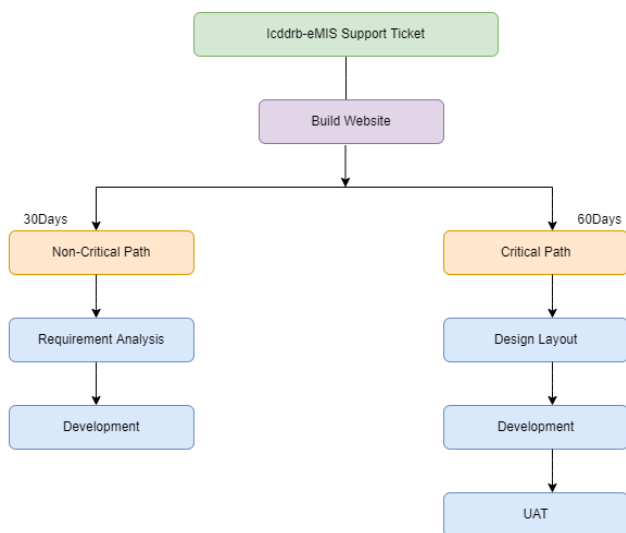 Icddrb-eMIS Support Ticket
Build Website
30Days
60Days
Non-Critical Path
Critical Path
Requirement Analysis
Design Layout
Development
Development
UAT